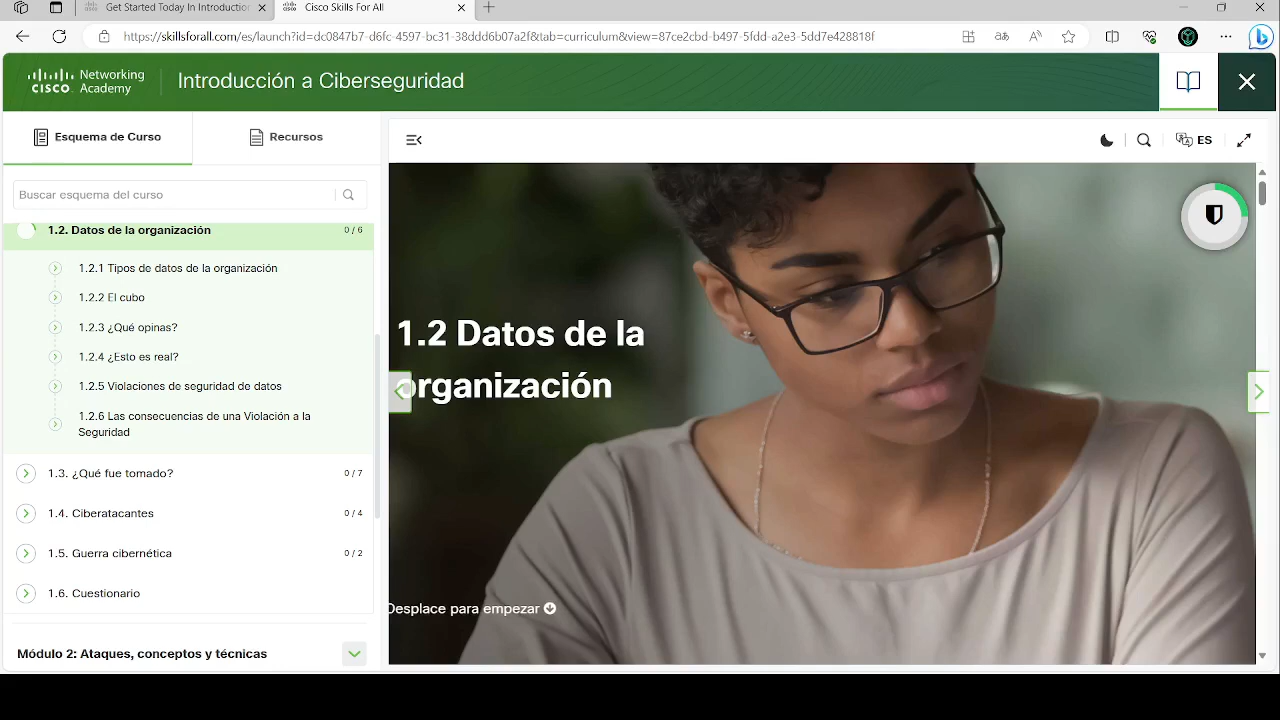 Get Started Today In Introduction
Cisco Skills For All
https://skillsforall.com/es/launch?id=dc0847b7-d6fc-4597-bc31-38ddd6b07a2f&tab=curriculum&view=87ce2cbd-b497-5fdd-a2e3-5dd7e428818f
CISCO Networking Academy
Introducción a Ciberseguridad
Esquema de Curso
Recursos
ES
Buscar esquema del curso
1.2. Datos de la organización 0 / 6
1.2.1 Tipos de datos de la organización
1.2.2 El cubo
1.2.3 ¿Qué opinas?
1.2.4 ¿Esto es real?
1.2.5 Violaciones de seguridad de datos
1.2.6 Las consecuencias de una Violación a la
Seguridad
1.3. ¿Qué fue tomado? 0 / 7
1.4. Ciberatacantes 0 / 4
1.5. Guerra cibernética 0 / 2
1.6. Cuestionario
Módulo 2: Ataques, conceptos y técnicas
1.2 Datos de la
organización
Desplace para empezar